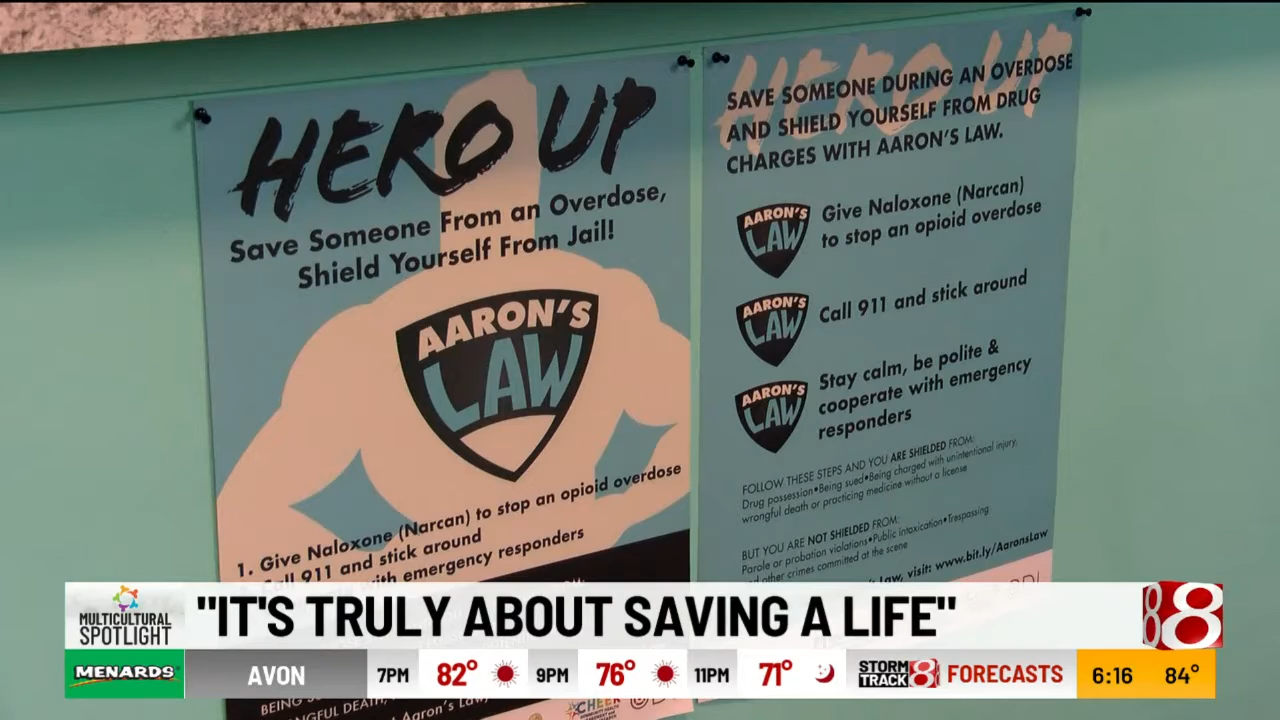 HERO UP
Save Someone From an Overdose,
Shield Yourself From Jail!
AARON'S
LAW
1. Give Naloxone (Narcan) to stop an opioid overdose
Call 911 and stick around
with emergency responders
HERO UP
SAVE SOMEONE DURING AN OVERDOSE
AND SHIELD YOURSELF FROM DRUG
CHARGES WITH AARON'S LAW.
AARON'S
LAW
Give Naloxone (Narcan)
to stop an opioid overdose
AARON'S
LAW
Call 911 and stick around
AARON'S
LAW
Stay calm, be polite &
cooperate with emergency
responders
FOLLOW THESE STEPS AND YOU ARE SHIELDED FROM:
Drug possession•Being sued•Being charged with unintentional injury,
wrongful death or practicing medicine without a license
BUT YOU ARE NOT SHIELDED FROM:
Parole or probation violations•Public intoxication•Trespassing
other crimes committed at the scene
Law, visit: www.bit.ly/AaronsLaw
MULTICULTURAL
SPOTLIGHT
"IT'S TRULY ABOUT SAVING A LIFE"
8
MENARDS
AVON
7PM
82°
9PM
76°
11PM
71°
STORM
TRACK 8
FORECASTS
6:16
84°
BEING
DEATH,
Aaron's Law,
CHEER